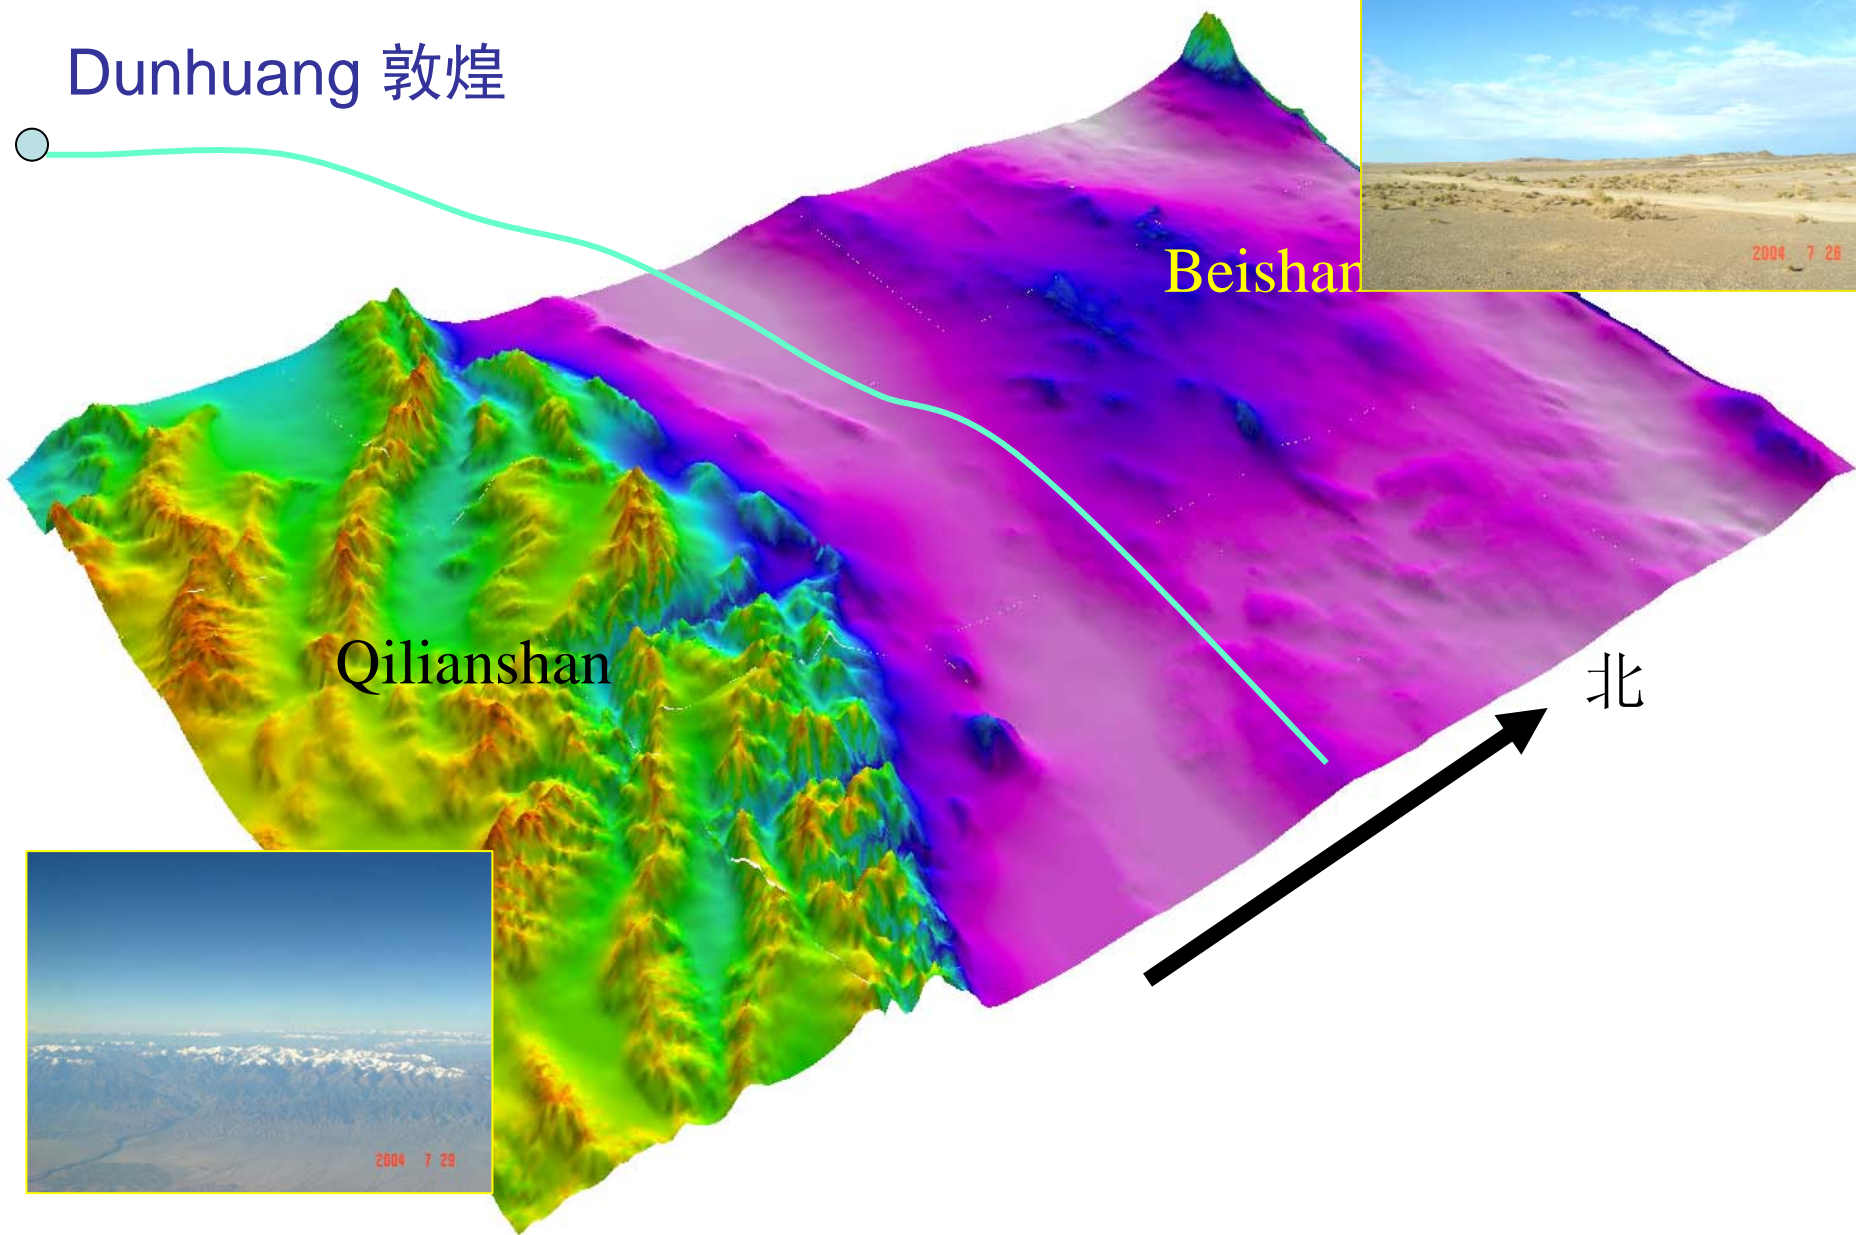 Dunhuang 敦煌
Beishan
2004 7 28
Qilianshan
北
2004 7 29